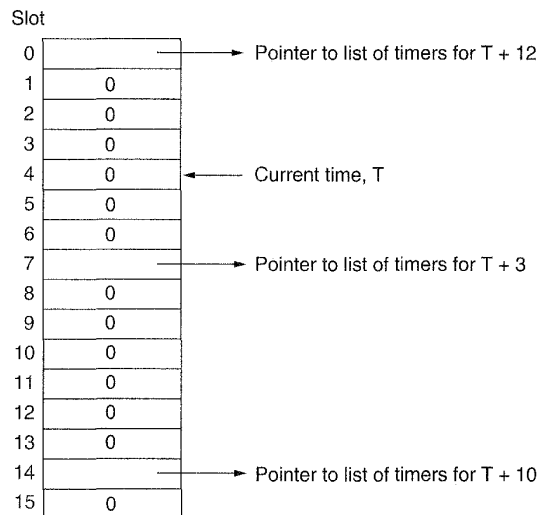 Slot
0 Pointer to list of timers for T + 12
1 0
2 0
3 0
4 0 Current time, T
5 0
6 0
7 Pointer to list of timers for T + 3
8 0
9 0
10 0
11 0
12 0
13 0
14 Pointer to list of timers for T + 10
15 0